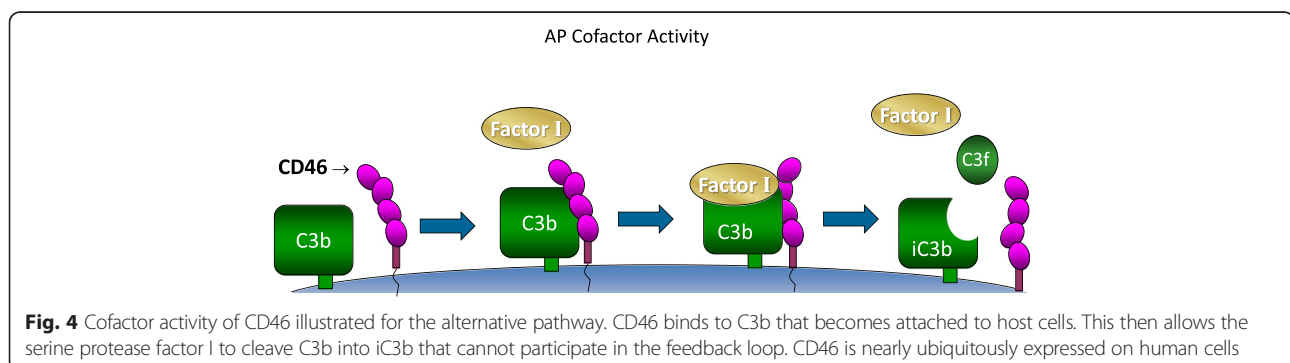 AP Cofactor Activity
Factor I
Factor I
C3f
CD46 →
Factor I
C3b
C3b
C3b
iC3b
Fig. 4 Cofactor activity of CD46 illustrated for the alternative pathway. CD46 binds to C3b that becomes attached to host cells. This then allows the
serine protease factor I to cleave C3b into iC3b that cannot participate in the feedback loop. CD46 is nearly ubiquitously expressed on human cells